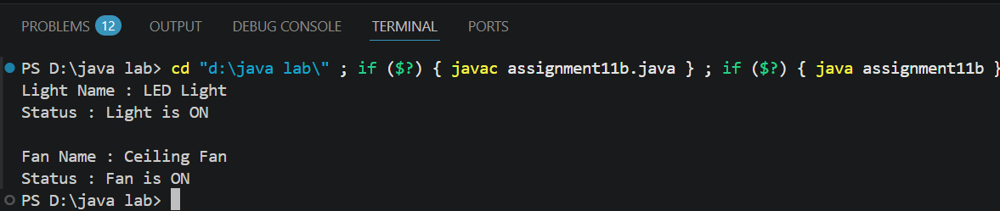 PROBLEMS 12 OUTPUT DEBUG CONSOLE TERMINAL PORTS
PS D:\java lab> cd "d:\java lab\" ; if ($?) { javac assignment11b.java } ; if ($?) { java assignment11b }
Light Name : LED Light
Status : Light is ON
Fan Name : Ceiling Fan
Status : Fan is ON
PS D:\java lab>